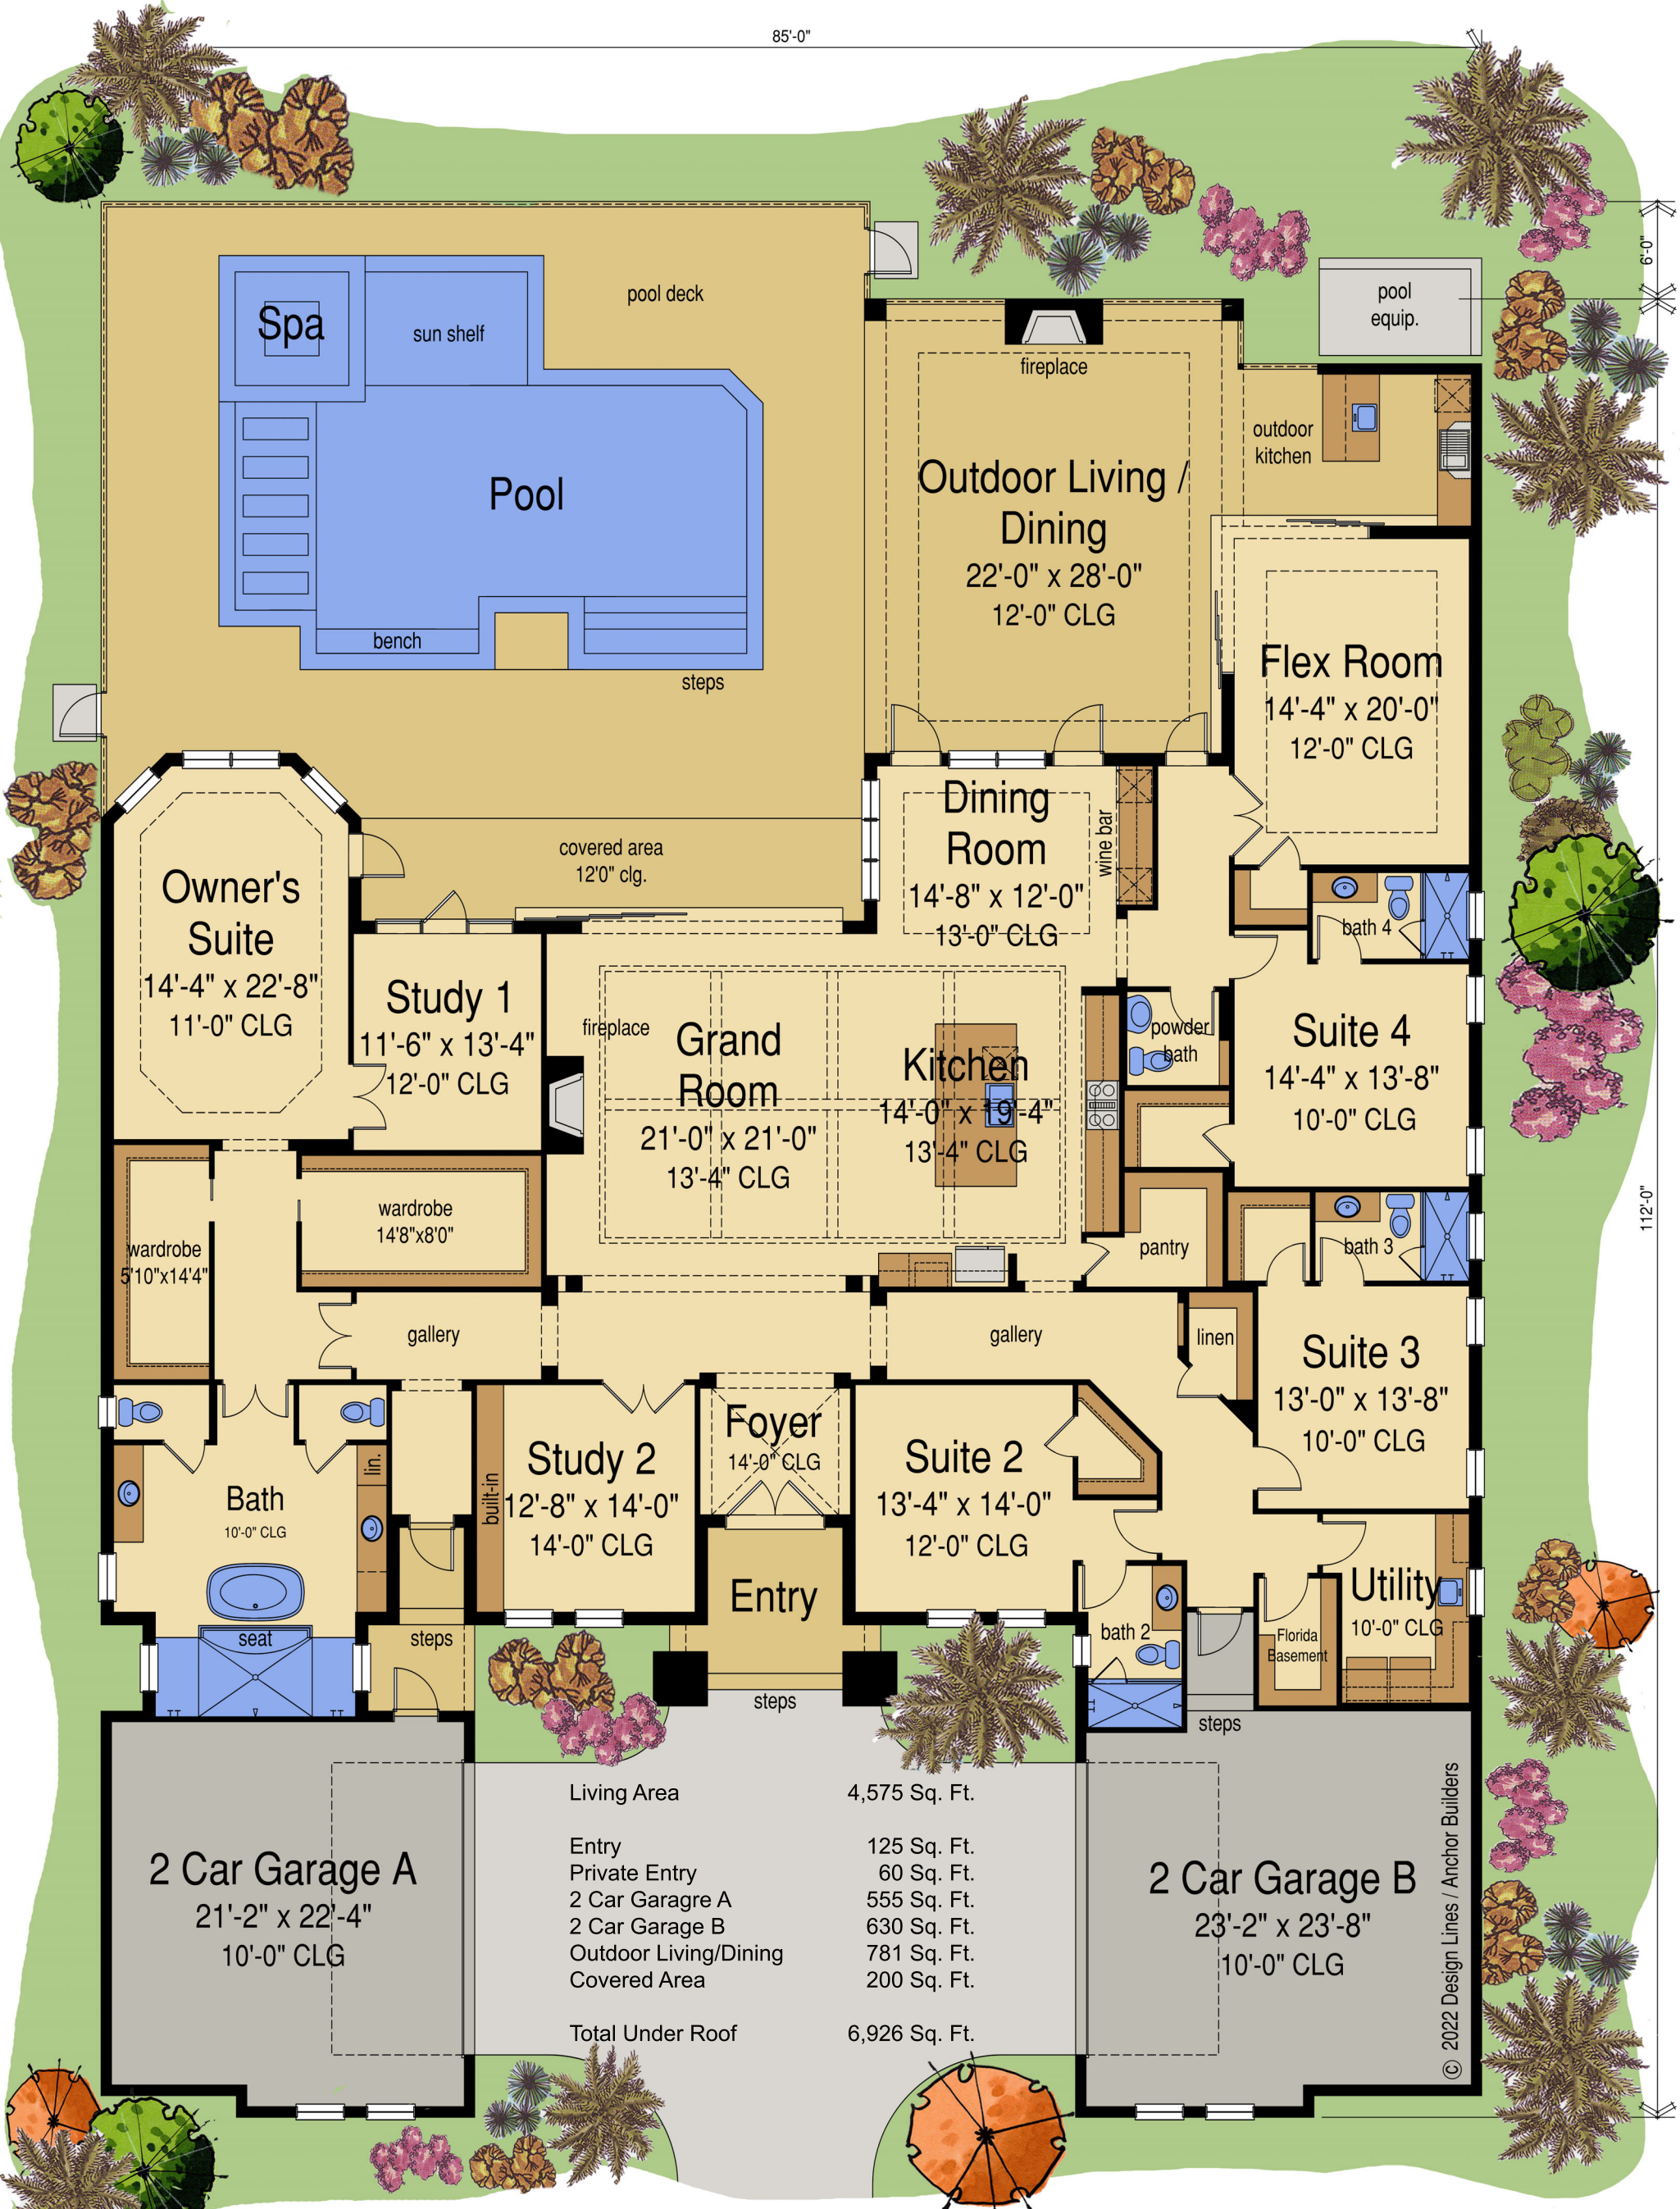 85'-0"
6'-0"
112'-0"
Spa
sun shelf
pool deck
pool
equip.
fireplace
outdoor
kitchen
Pool
Outdoor Living /
Dining
22'-0" x 28'-0"
12'-0" CLG
bench
steps
Flex Room
14'-4" x 20'-0"
12'-0" CLG
covered area
12'0" clg.
Dining
Room
14'-8" x 12'-0"
13'-0" CLG
wine bar
Owner's
Suite
14'-4" x 22'-8"
11'-0" CLG
Study 1
11'-6" x 13'-4"
12'-0" CLG
fireplace
Grand
Room
21'-0" x 21'-0"
13'-4" CLG
Kitchen
14'-0" x 19'-4"
13'-4" CLG
powder
bath
bath 4
Suite 4
14'-4" x 13'-8"
10'-0" CLG
wardrobe
5'10"x14'4"
wardrobe
14'8"x8'0"
pantry
bath 3
gallery
gallery
linen
Suite 3
13'-0" x 13'-8"
10'-0" CLG
Bath
10'-0" CLG
lin.
built-in
Study 2
12'-8" x 14'-0"
14'-0" CLG
Foyer
14'-0" CLG
Suite 2
13'-4" x 14'-0"
12'-0" CLG
Entry
seat
steps
steps
bath 2
Florida
Basement
Utility
10'-0" CLG
steps
2 Car Garage A
21'-2" x 22'-4"
10'-0" CLG
Living Area 4,575 Sq. Ft.
Entry 125 Sq. Ft.
Private Entry 60 Sq. Ft.
2 Car Garagre A 555 Sq. Ft.
2 Car Garage B 630 Sq. Ft.
Outdoor Living/Dining 781 Sq. Ft.
Covered Area 200 Sq. Ft.
Total Under Roof 6,926 Sq. Ft.
2 Car Garage B
23'-2" x 23'-8"
10'-0" CLG
© 2022 Design Lines / Anchor Builders